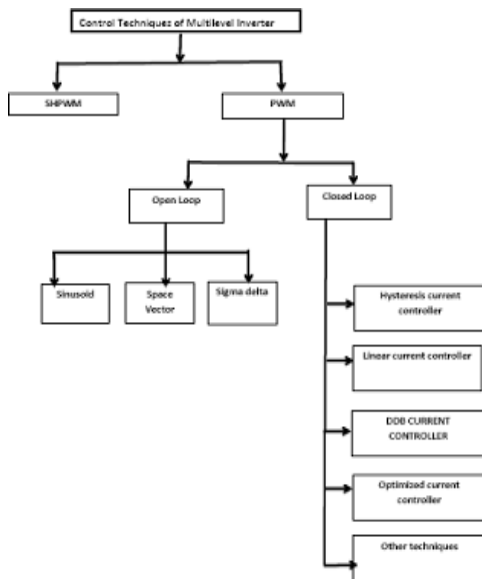 Control Techniques of Multilevel Inverter
SHPWM
PWM
Open Loop
Closed Loop
Sinusoid
Space
Vector
Sigma delta
Hysteresis current
controller
Linear current controller
DDB CURRENT
CONTROLLER
Optimized current
controller
Other techniques